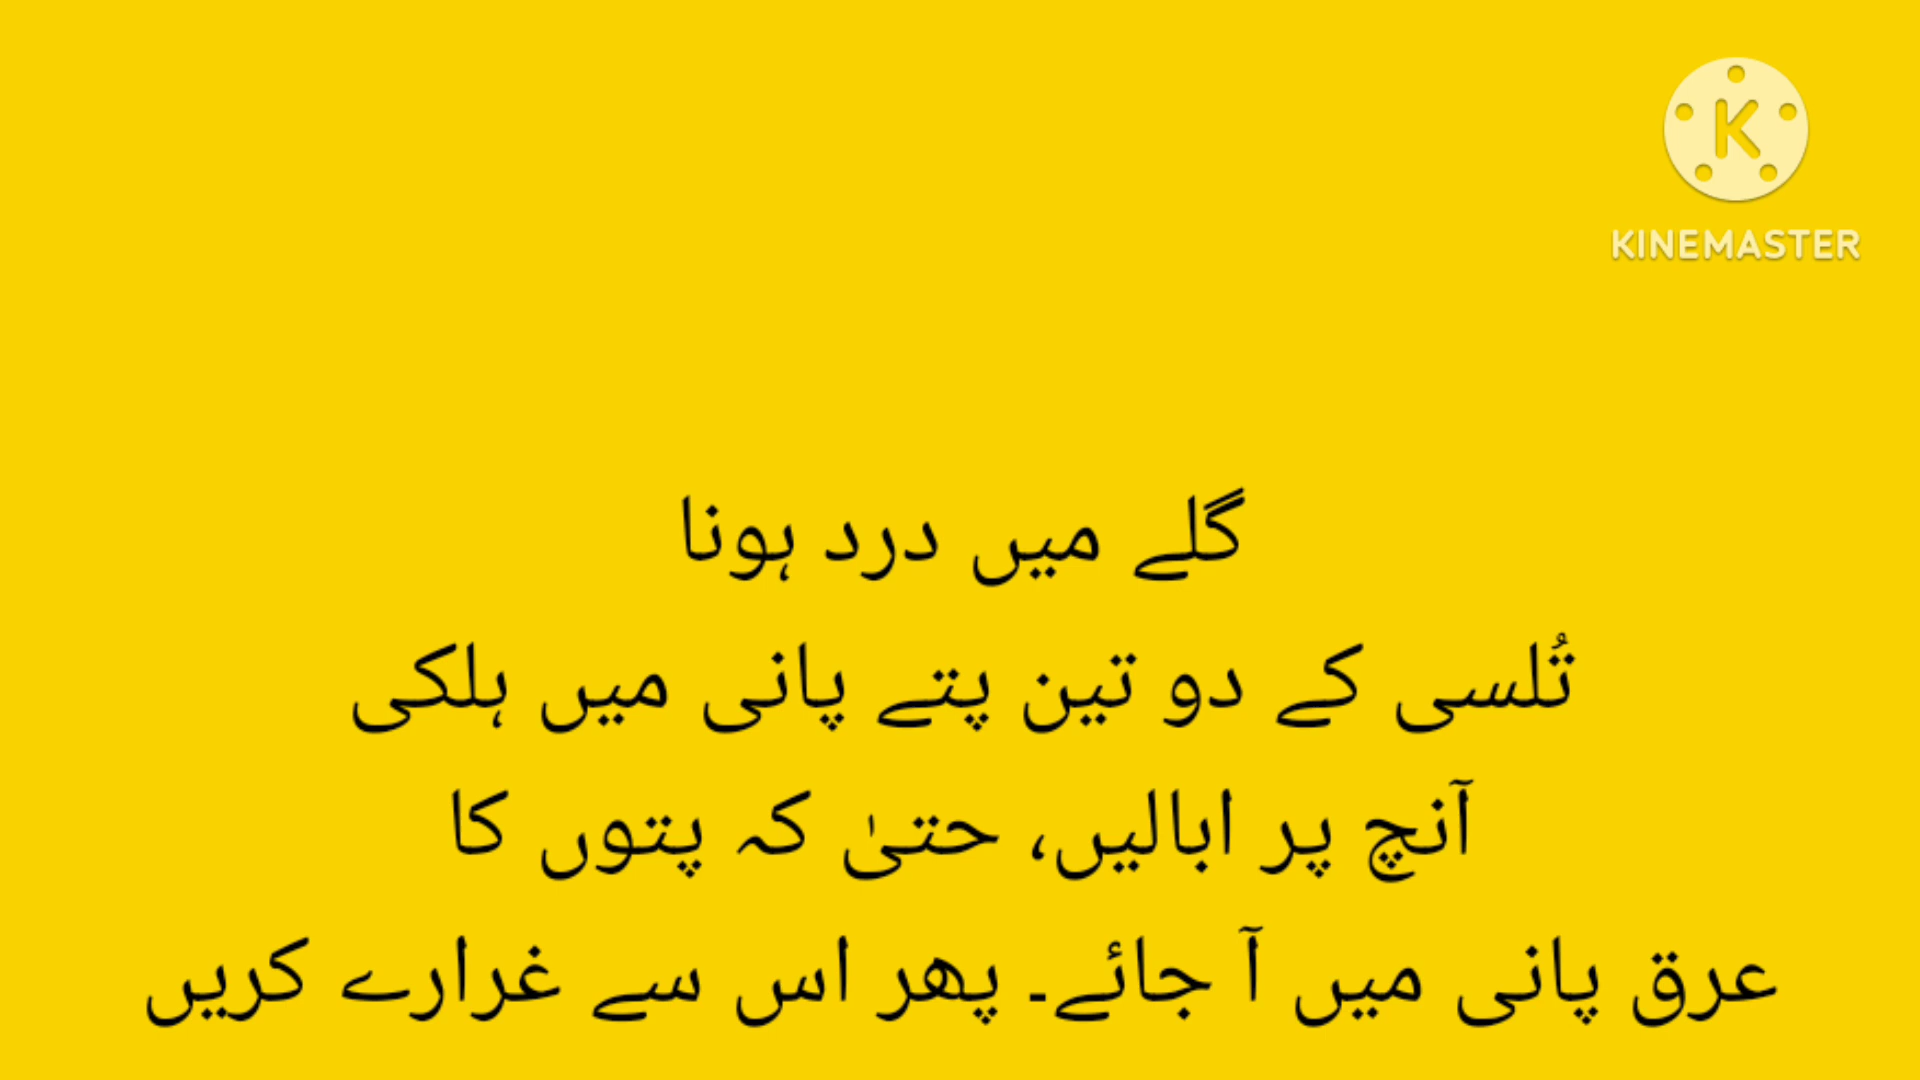 KINEMASTER
گلے میں درد ہونا
تُلسی کے دو تین پتے پانی میں ہلکی
آنچ پر ابالیں، حتیٰ کہ پتوں کا
عرق پانی میں آ جائے۔ پھر اس سے غرارے کریں